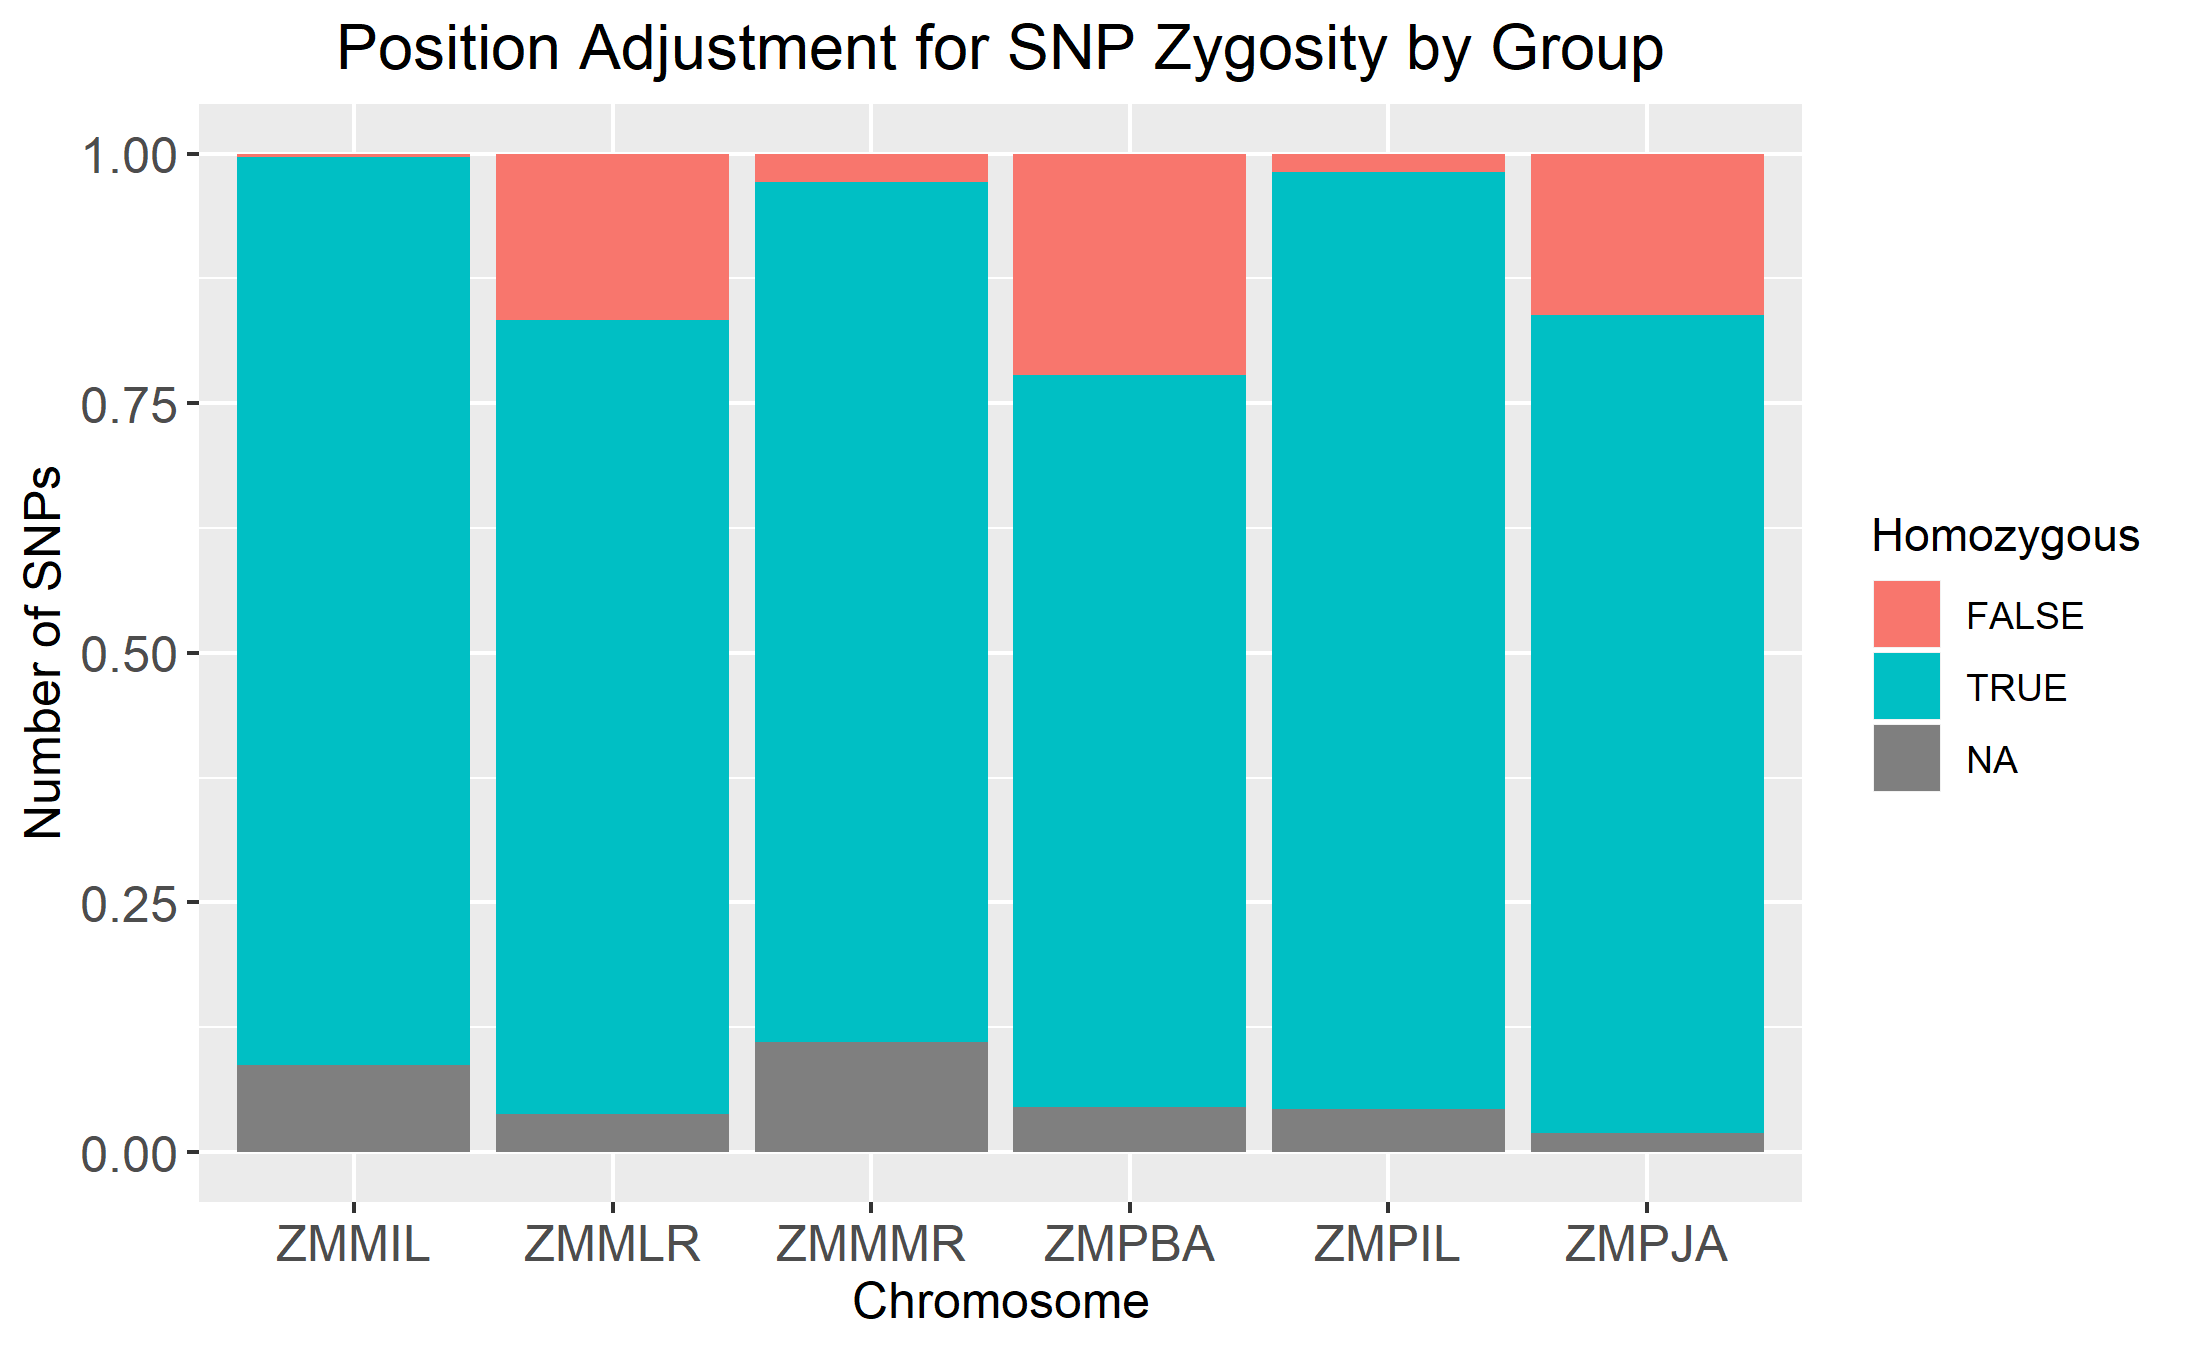 Position Adjustment for SNP Zygosity by Group
Number of SNPs
1.00
0.75
0.50
0.25
0.00
ZMMIL ZMMLR ZMMMR ZMPBA ZMPIL ZMPJA
Chromosome
Homozygous
FALSE
TRUE
NA